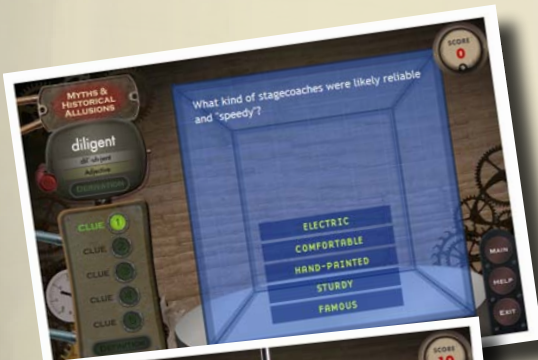 MYTHS &
HISTORICAL
ALLUSIONS
diligent
Adjective
DEFINITION
CLUE 1
CLUE
CLUE
CLUE
CLUE
What kind of stagecoaches were likely reliable
and "speedy"?
ELECTRIC
COMFORTABLE
HAND-PAINTED
STURDY
FAMOUS
SCORE
0
MAIN
HELP
EXIT
SCORE